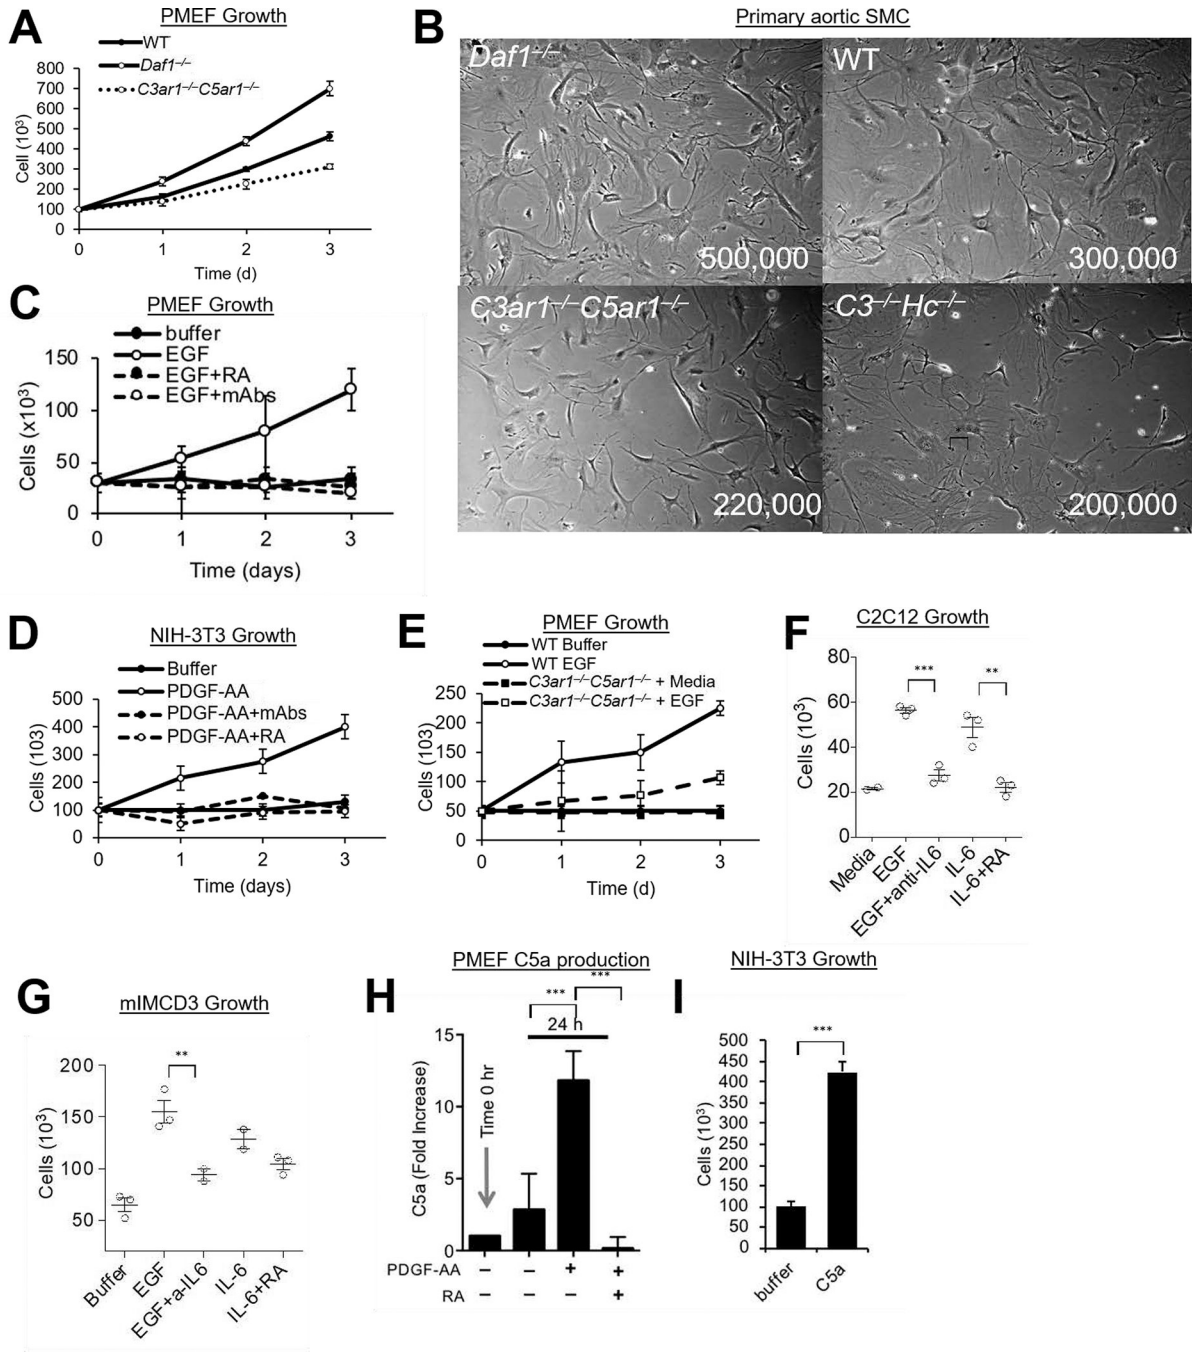 A
PMEF Growth
WT
Daf1–/–
C3ar1–/–C5ar1–/–
800
700
600
500
400
300
200
100
0
Cell (10³)
0 1 2 3
Time (d)
B
Primary aortic SMC
Daf1–/–
WT
500,000
300,000
C3ar1–/–C5ar1–/–
C3–/–Hc–/–
*
220,000
200,000
C
PMEF Growth
buffer
EGF
EGF+RA
EGF+mAbs
150
100
50
0
Cells (x10³)
0 1 2 3
Time (days)
D
NIH-3T3 Growth
Buffer
PDGF-AA
PDGF-AA+mAbs
PDGF-AA+RA
500
400
300
200
100
0
Cells (103)
0 1 2 3
Time (days)
E
PMEF Growth
WT Buffer
WT EGF
C3ar1–/–C5ar1–/– + Media
C3ar1–/–C5ar1–/– + EGF
250
200
150
100
50
0
Cells (103)
0 1 2 3
Time (d)
F
C2C12 Growth
80
60
40
20
0
Cells (10³)
***
**
Media
EGF
EGF+anti-IL6
IL-6
IL-6+RA
G
mIMCD3 Growth
200
150
100
50
Cells (10³)
**
Buffer
EGF
EGF+a-IL6
IL-6
IL-6+RA
H
PMEF C5a production
***
***
24 h
15
10
5
0
C5a (Fold Increase)
Time 0 hr
PDGF-AA – – + +
RA – – – +
I
NIH-3T3 Growth
***
500
450
400
350
300
250
200
150
100
50
0
Cells (10³)
buffer
C5a